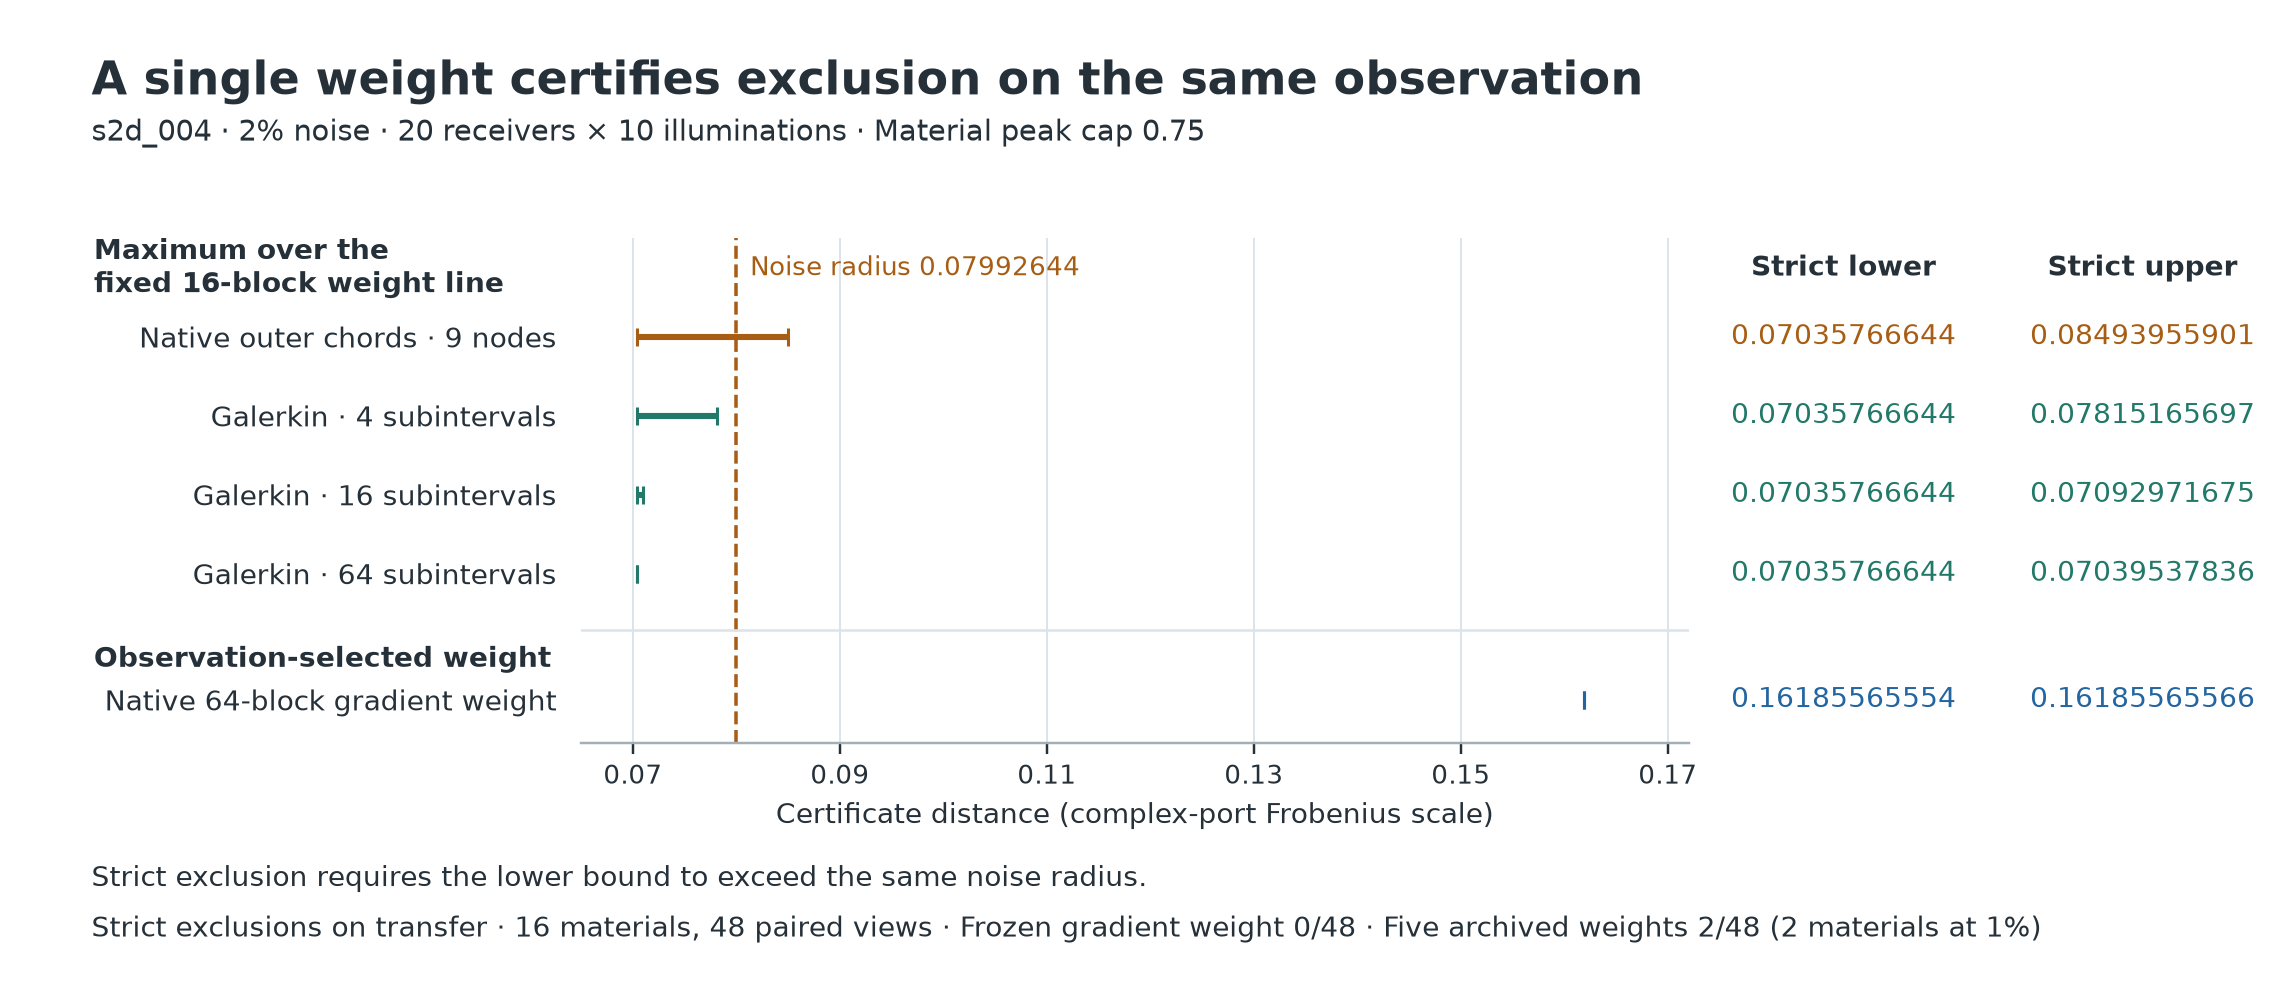 A single weight certifies exclusion on the same observation
s2d_004 · 2% noise · 20 receivers × 10 illuminations · Material peak cap 0.75
Maximum over the
fixed 16-block weight line
Noise radius 0.07992644
Strict lower
Strict upper
Native outer chords · 9 nodes
0.07035766644
0.08493955901
Galerkin · 4 subintervals
0.07035766644
0.07815165697
Galerkin · 16 subintervals
0.07035766644
0.07092971675
Galerkin · 64 subintervals
0.07035766644
0.07039537836
Observation-selected weight
Native 64-block gradient weight
0.16185565554
0.16185565566
0.07
0.09
0.11
0.13
0.15
0.17
Certificate distance (complex-port Frobenius scale)
Strict exclusion requires the lower bound to exceed the same noise radius.
Strict exclusions on transfer · 16 materials, 48 paired views · Frozen gradient weight 0/48 · Five archived weights 2/48 (2 materials at 1%)